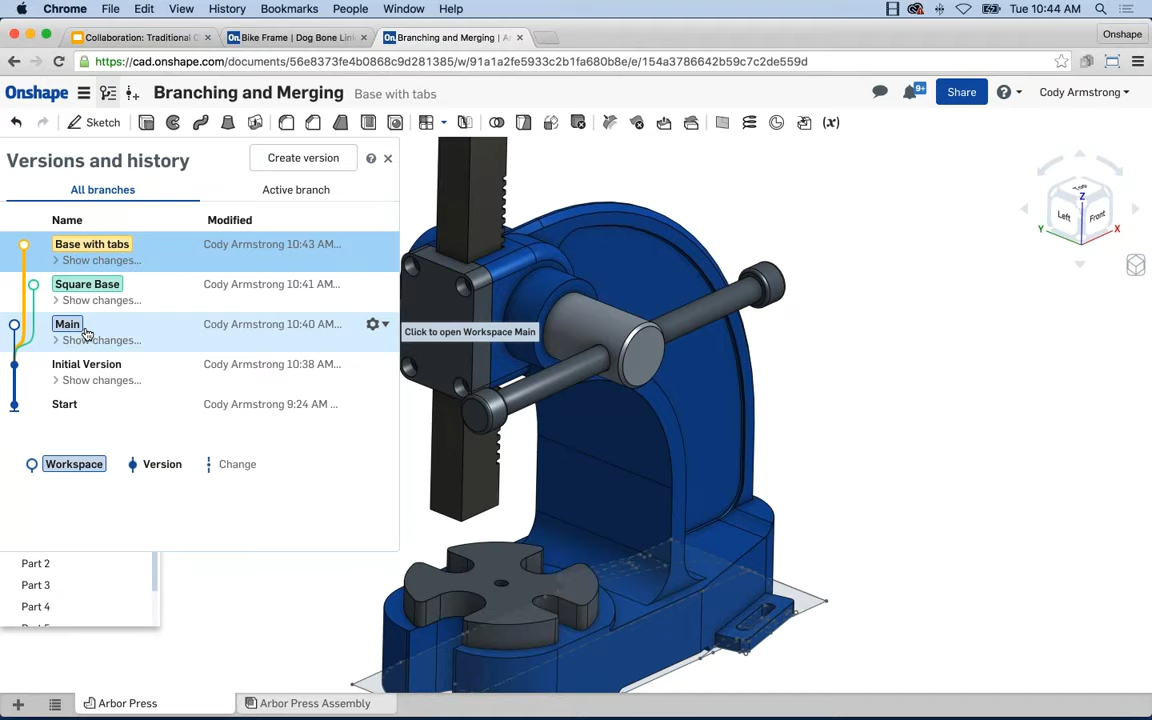 Chrome File Edit View History Bookmarks People Window Help Tue 10:44 AM
Collaboration: Traditional Bike Frame | Dog Bone Lin Branching and Merging | A Onshape
https://cad.onshape.com/documents/56e8373fe4b0868c9d281385/w/91a1a2fe5933c2b1fa680b8e/e/154a3786642b59c7c2de559d
Onshape Branching and Merging Base with tabs 9+ Share Cody Armstrong
Sketch (x)
Versions and history Create version
All branches Active branch
Name Modified
Base with tabs Cody Armstrong 10:43 AM...
Show changes...
Square Base Cody Armstrong 10:41 AM...
Show changes...
Main Cody Armstrong 10:40 AM... Click to open Workspace Main
Show changes...
Initial Version Cody Armstrong 10:38 AM...
Show changes...
Start Cody Armstrong 9:24 AM ...
Workspace Version Change
Top
Z
Left Front
Y X
Part 2
Part 3
Part 4
Arbor Press Arbor Press Assembly